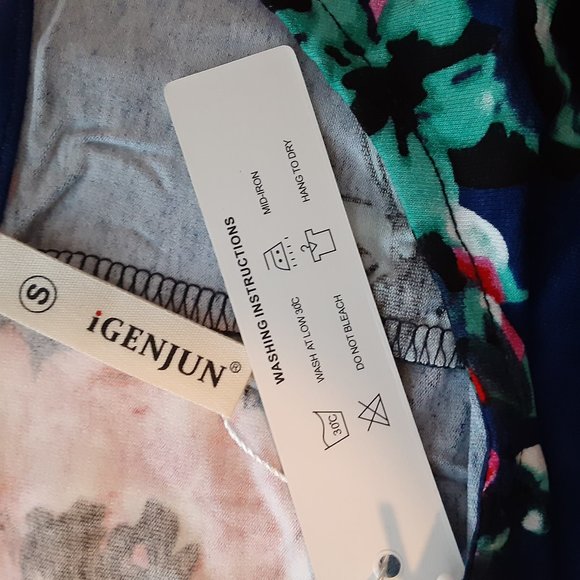 S
iGENJUN®
WASHING INSTRUCTIONS
30C
WASH AT LOW 30C
MID-IRON
DO NOT BLEACH
HANG TO DRY